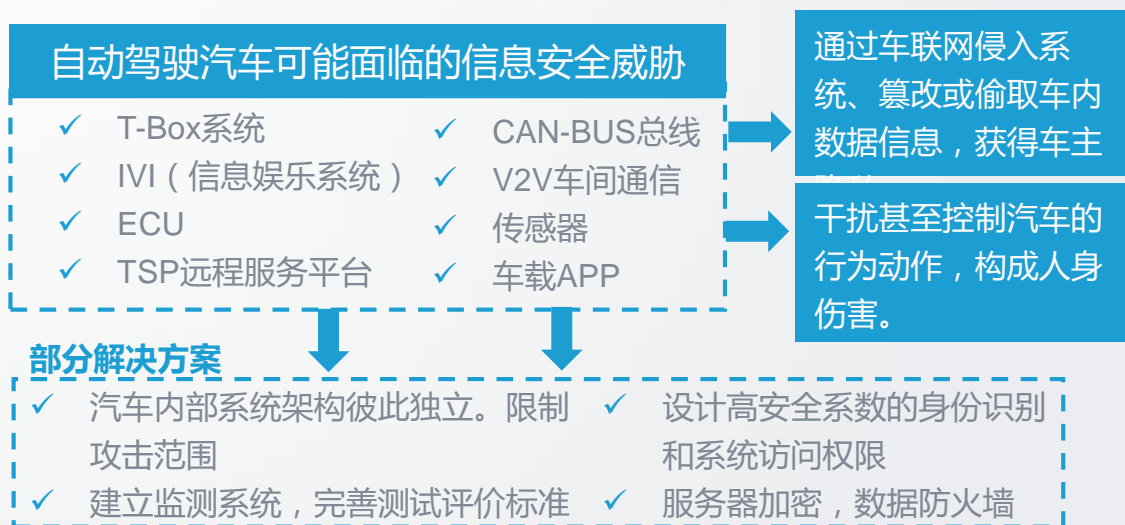 自动驾驶汽车可能面临的信息安全威胁
T-Box系统
IVI（信息娱乐系统）
ECU
TSP远程服务平台
CAN-BUS总线
V2V车间通信
传感器
车载APP
通过车联网侵入系
统、篡改或偷取车内
数据信息，获得车主
干扰甚至控制汽车的
行为动作，构成人身
伤害。
部分解决方案
汽车内部系统架构彼此独立。限制
攻击范围
建立监测系统，完善测试评价标准
设计高安全系数的身份识别
和系统访问权限
服务器加密，数据防火墙